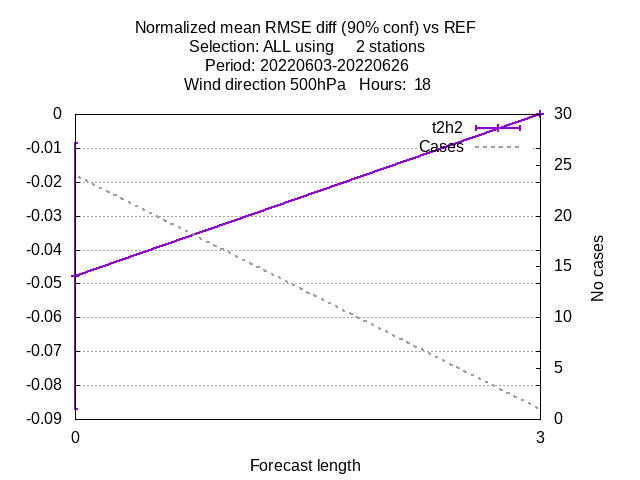 Normalized mean RMSE diff (90% conf) vs REF
Selection: ALL using     2 stations
Period: 20220603-20220626
Wind direction 500hPa   Hours:  18
0
-0.01
-0.02
-0.03
-0.04
-0.05
-0.06
-0.07
-0.08
-0.09
t2h2
Cases
30
25
20
15
10
5
0
No cases
0
3
Forecast length